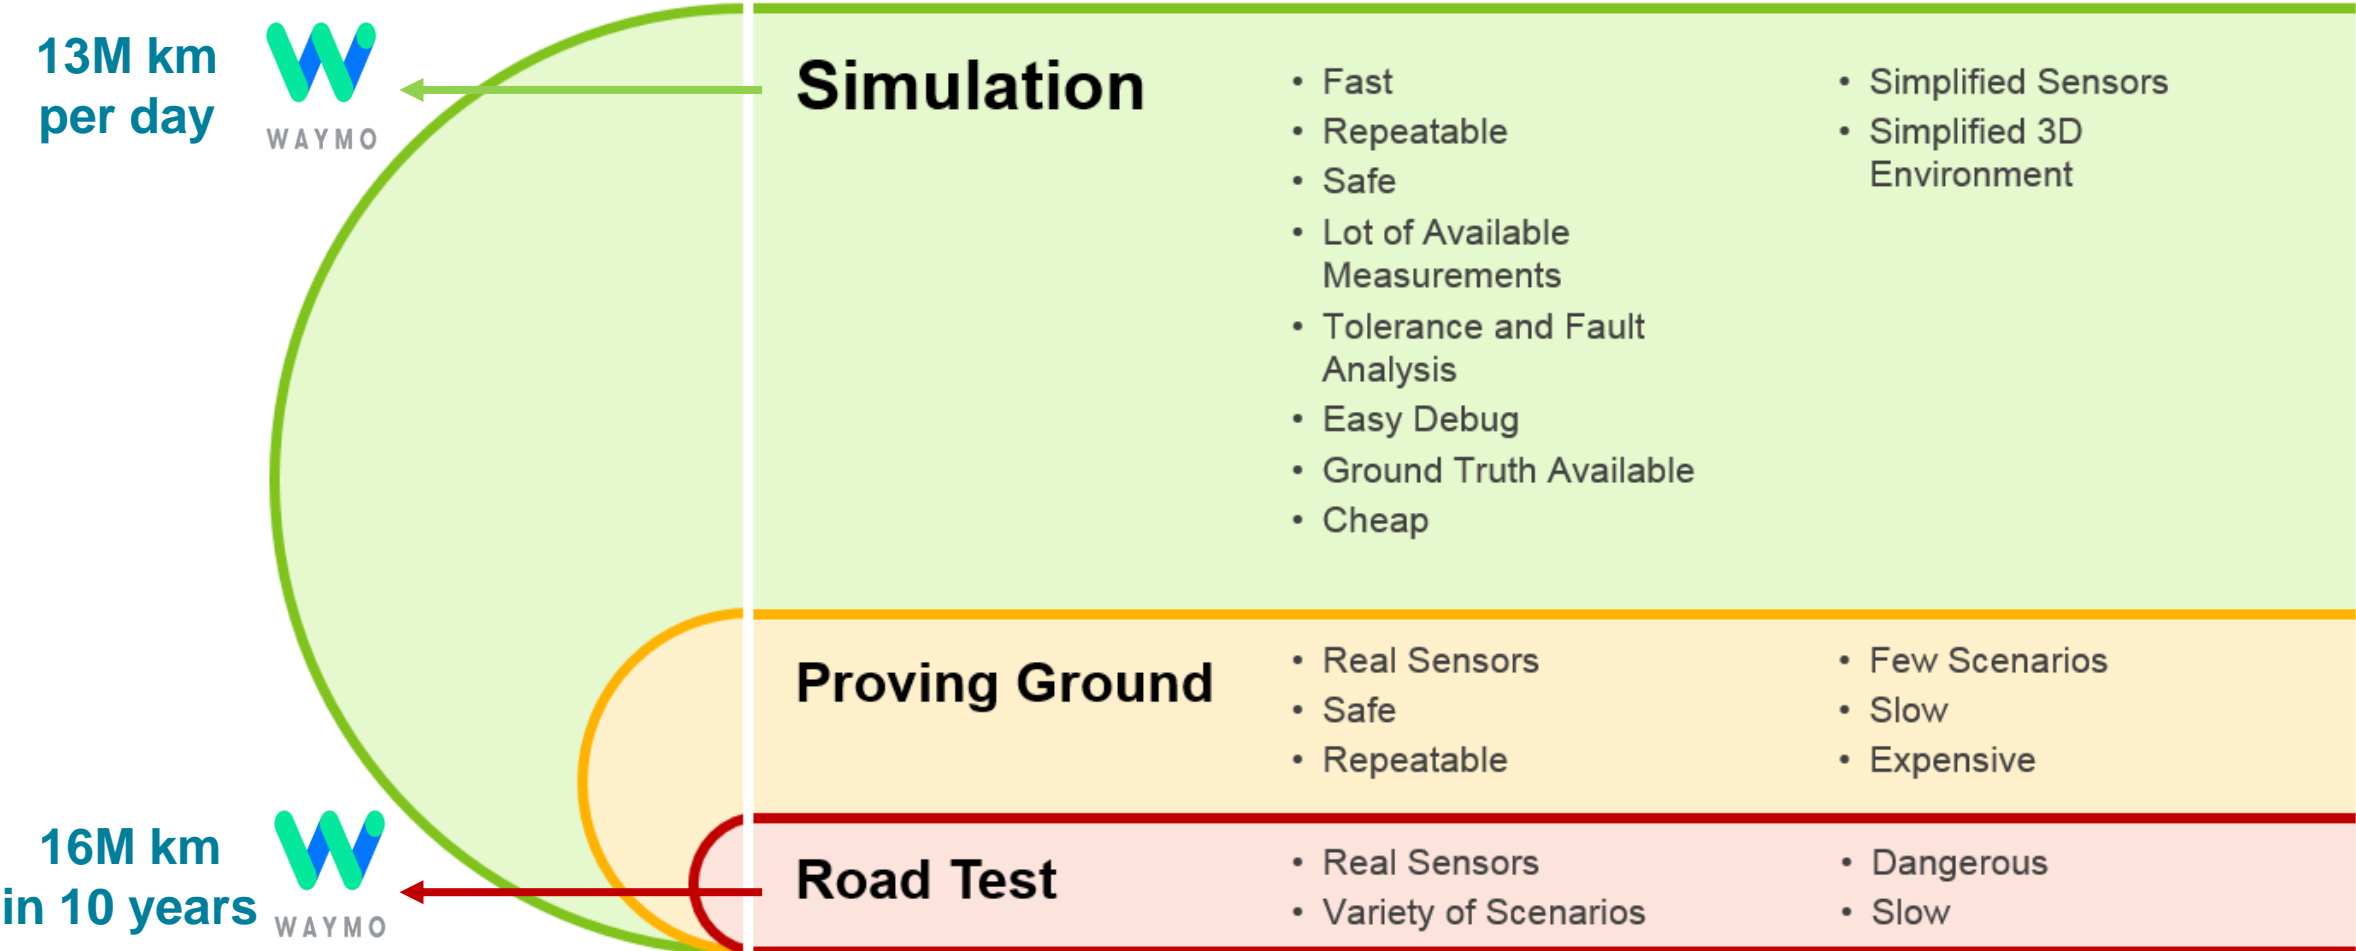 13M km
per day
WAYMO
Simulation
• Fast
• Repeatable
• Safe
• Lot of Available
Measurements
• Tolerance and Fault
Analysis
• Easy Debug
• Ground Truth Available
• Cheap
• Simplified Sensors
• Simplified 3D
Environment
Proving Ground
• Real Sensors
• Safe
• Repeatable
• Few Scenarios
• Slow
• Expensive
16M km
in 10 years
WAYMO
Road Test
• Real Sensors
• Variety of Scenarios
• Dangerous
• Slow